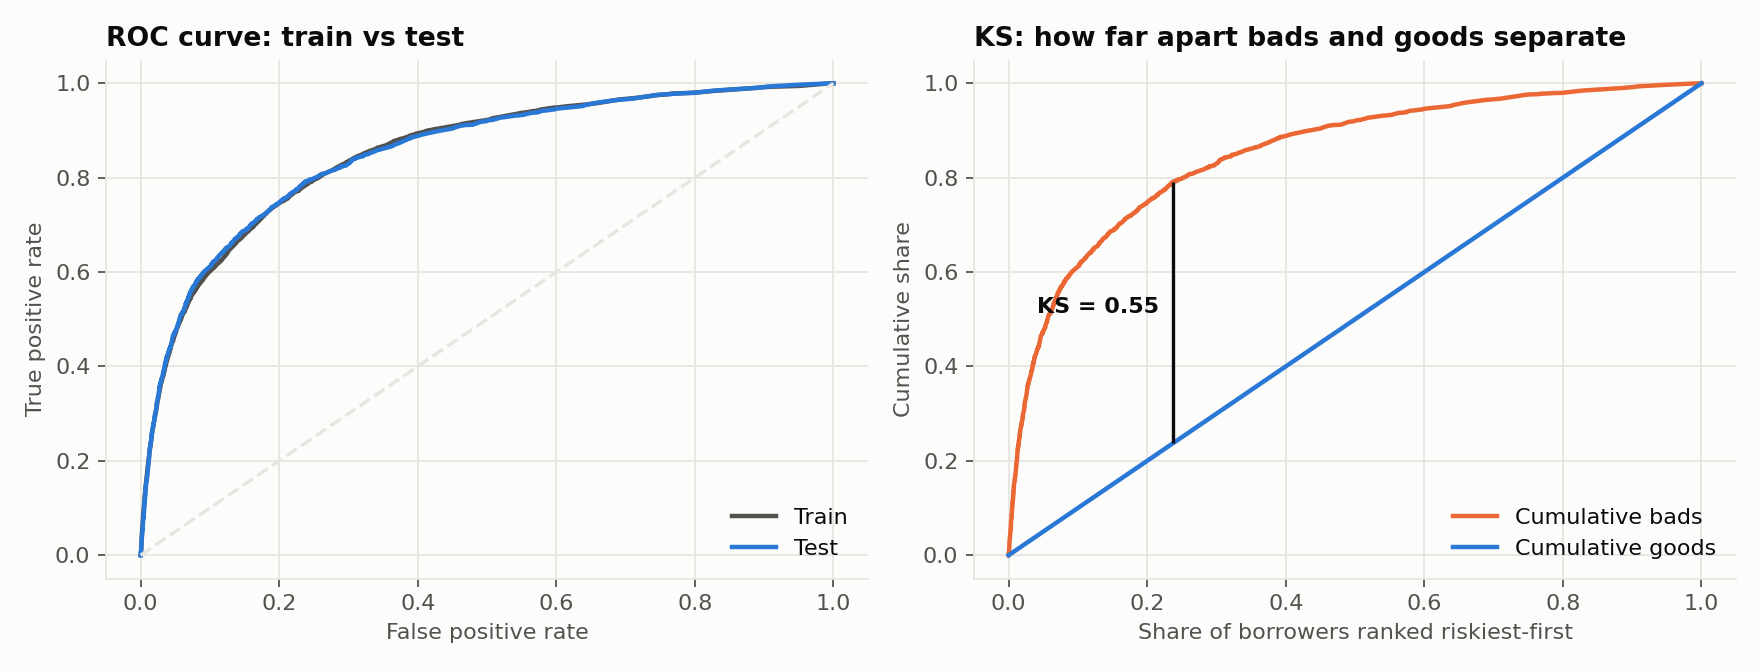 ROC curve: train vs test
True positive rate
1.0
0.8
0.6
0.4
0.2
0.0
Train
Test
0.0 0.2 0.4 0.6 0.8 1.0
False positive rate
KS: how far apart bads and goods separate
Cumulative share
1.0
0.8
0.6
0.4
0.2
0.0
KS = 0.55
Cumulative bads
Cumulative goods
0.0 0.2 0.4 0.6 0.8 1.0
Share of borrowers ranked riskiest-first